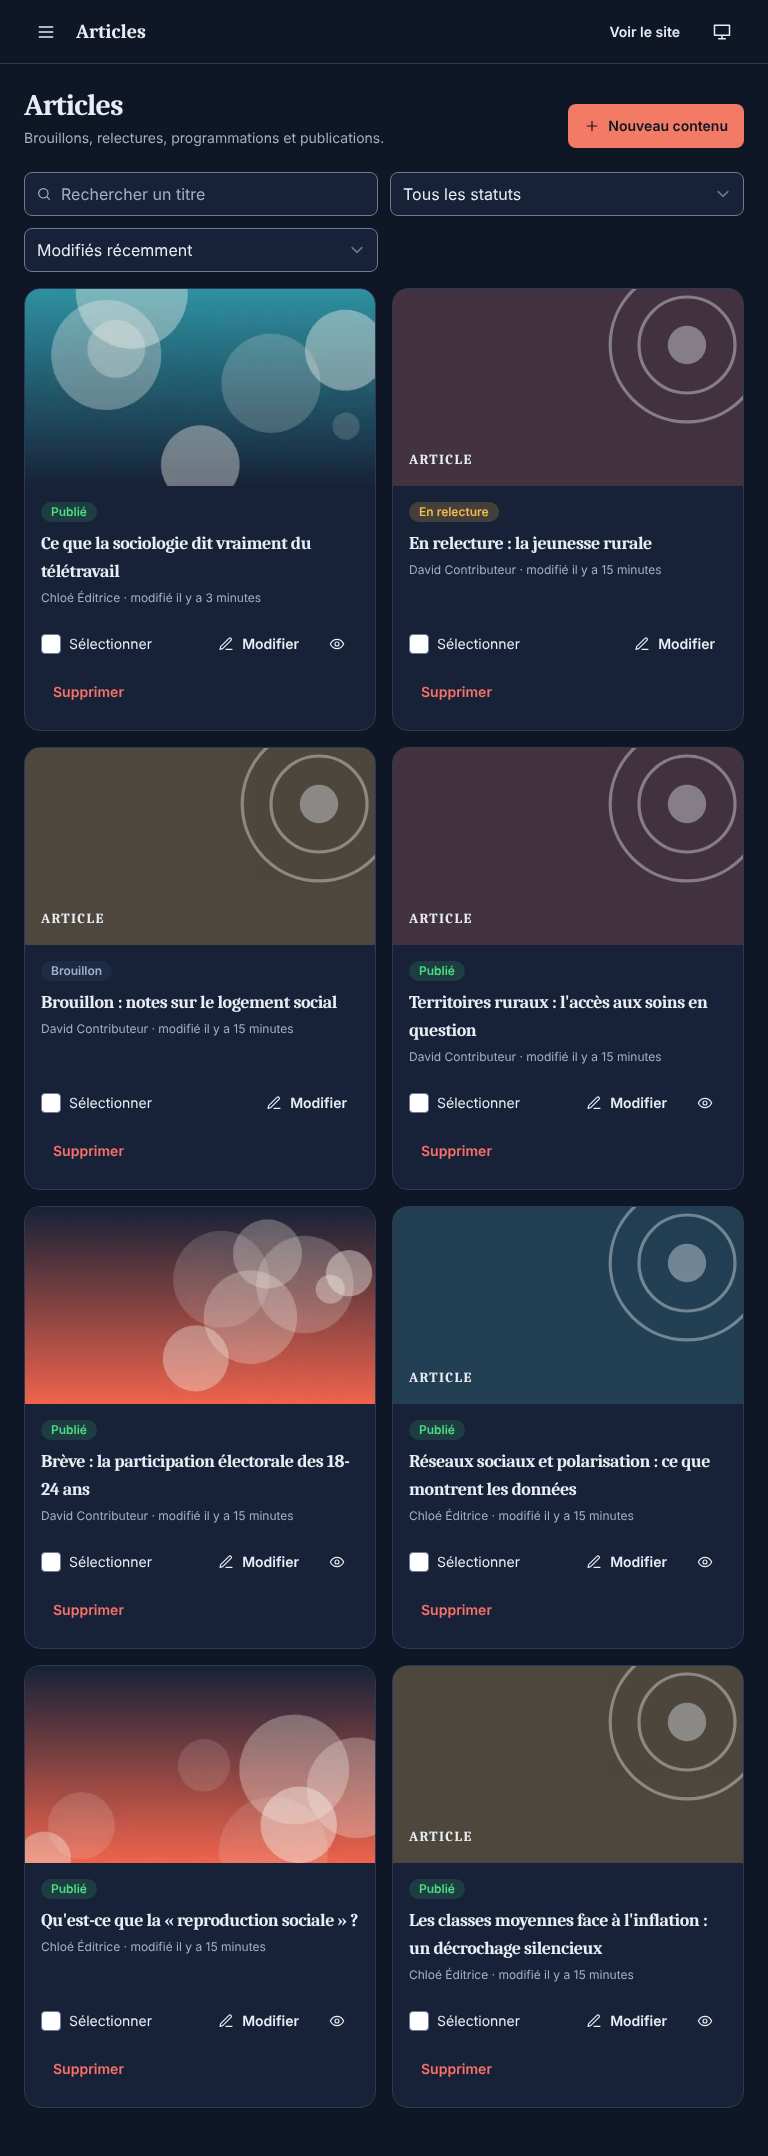 Articles
Voir le site
Articles
Brouillons, relectures, programmations et publications.
Nouveau contenu
Rechercher un titre
Tous les statuts
Modifiés récemment
Publié
Ce que la sociologie dit vraiment du
télétravail
Chloé Éditrice · modifié il y a 3 minutes
Sélectionner
Modifier
Supprimer
ARTICLE
En relecture
En relecture : la jeunesse rurale
David Contributeur · modifié il y a 15 minutes
Sélectionner
Modifier
Supprimer
ARTICLE
Brouillon
Brouillon : notes sur le logement social
David Contributeur · modifié il y a 15 minutes
Sélectionner
Modifier
Supprimer
ARTICLE
Publié
Territoires ruraux : l'accès aux soins en
question
David Contributeur · modifié il y a 15 minutes
Sélectionner
Modifier
Supprimer
Publié
Brève : la participation électorale des 18-
24 ans
David Contributeur · modifié il y a 15 minutes
Sélectionner
Modifier
Supprimer
ARTICLE
Publié
Réseaux sociaux et polarisation : ce que
montrent les données
Chloé Éditrice · modifié il y a 15 minutes
Sélectionner
Modifier
Supprimer
Publié
Qu'est-ce que la « reproduction sociale » ?
Chloé Éditrice · modifié il y a 15 minutes
Sélectionner
Modifier
Supprimer
ARTICLE
Publié
Les classes moyennes face à l'inflation :
un décrochage silencieux
Chloé Éditrice · modifié il y a 15 minutes
Sélectionner
Modifier
Supprimer